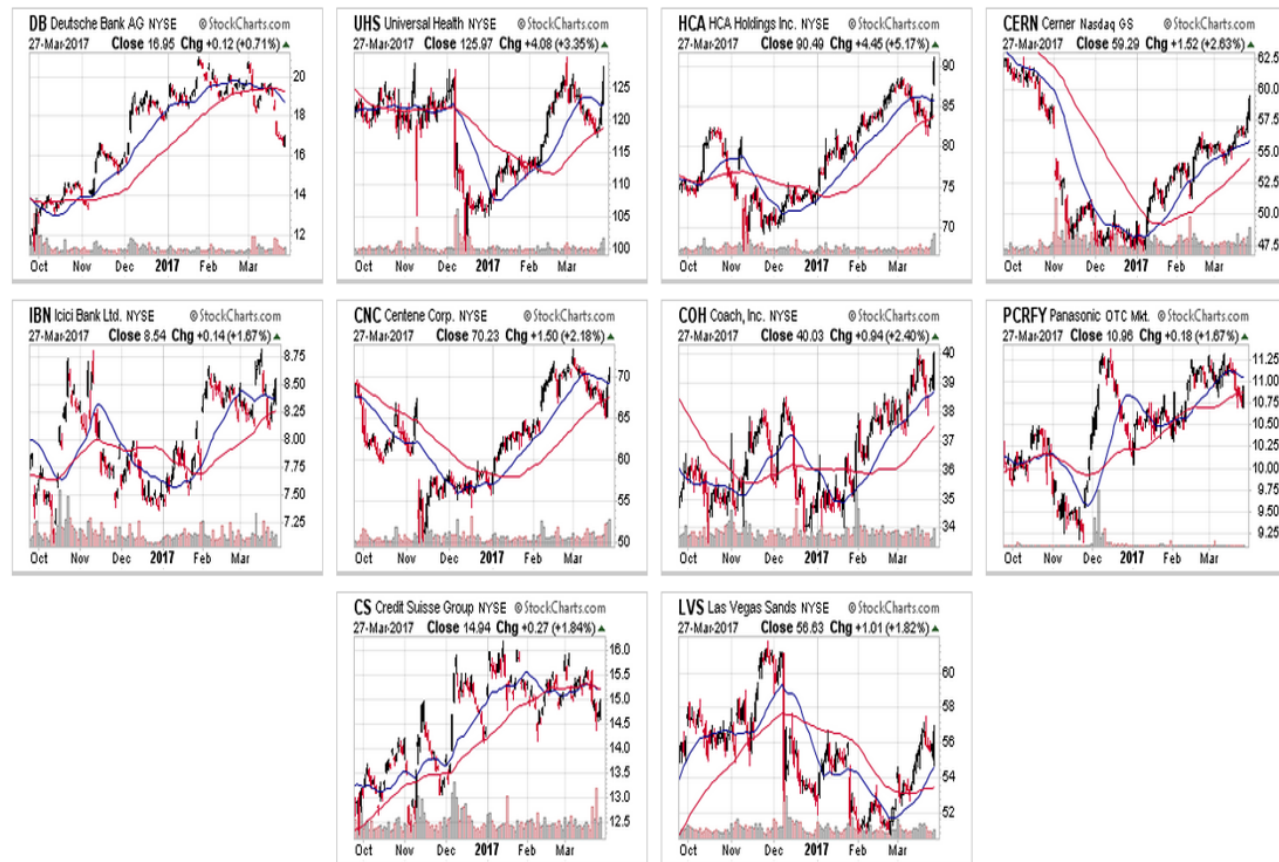 DB Deutsche Bank AG NYSE © StockCharts.com
27-Mar-2017 Close 16.95 Chg +0.12 (+0.71%)
20
18
16
14
12
Oct Nov Dec 2017 Feb Mar
UHS Universal Health NYSE © StockCharts.com
27-Mar-2017 Close 125.97 Chg +4.08 (+3.35%)
125
120
115
110
105
100
Oct Nov Dec 2017 Feb Mar
HCA HCA Holdings Inc. NYSE © StockCharts.com
27-Mar-2017 Close 90.49 Chg +4.45 (+5.17%)
90
85
80
75
70
Oct Nov Dec 2017 Feb Mar
CERN Cerner Nasdaq GS © StockCharts.com
27-Mar-2017 Close 59.29 Chg +1.52 (+2.63%)
62.5
60.0
57.5
55.0
52.5
50.0
47.5
Oct Nov Dec 2017 Feb Mar
IBN Icici Bank Ltd. NYSE © StockCharts.com
27-Mar-2017 Close 8.54 Chg +0.14 (+1.67%)
8.75
8.50
8.25
8.00
7.75
7.50
7.25
Oct Nov Dec 2017 Feb Mar
CNC Centene Corp. NYSE © StockCharts.com
27-Mar-2017 Close 70.23 Chg +1.50 (+2.18%)
70
65
60
55
50
Oct Nov Dec 2017 Feb Mar
COH Coach, Inc. NYSE © StockCharts.com
27-Mar-2017 Close 40.03 Chg +0.94 (+2.40%)
40
39
38
37
36
35
34
Oct Nov Dec 2017 Feb Mar
PCRFY Panasonic OTC Mkt. © StockCharts.com
27-Mar-2017 Close 10.96 Chg +0.18 (+1.67%)
11.25
11.00
10.75
10.50
10.25
10.00
9.75
9.50
9.25
Oct Nov Dec 2017 Feb Mar
CS Credit Suisse Group NYSE © StockCharts.com
27-Mar-2017 Close 14.94 Chg +0.27 (+1.84%)
16.0
15.5
15.0
14.5
14.0
13.5
13.0
12.5
Oct Nov Dec 2017 Feb Mar
LVS Las Vegas Sands NYSE © StockCharts.com
27-Mar-2017 Close 56.63 Chg +1.01 (+1.82%)
60
58
56
54
52
Oct Nov Dec 2017 Feb Mar